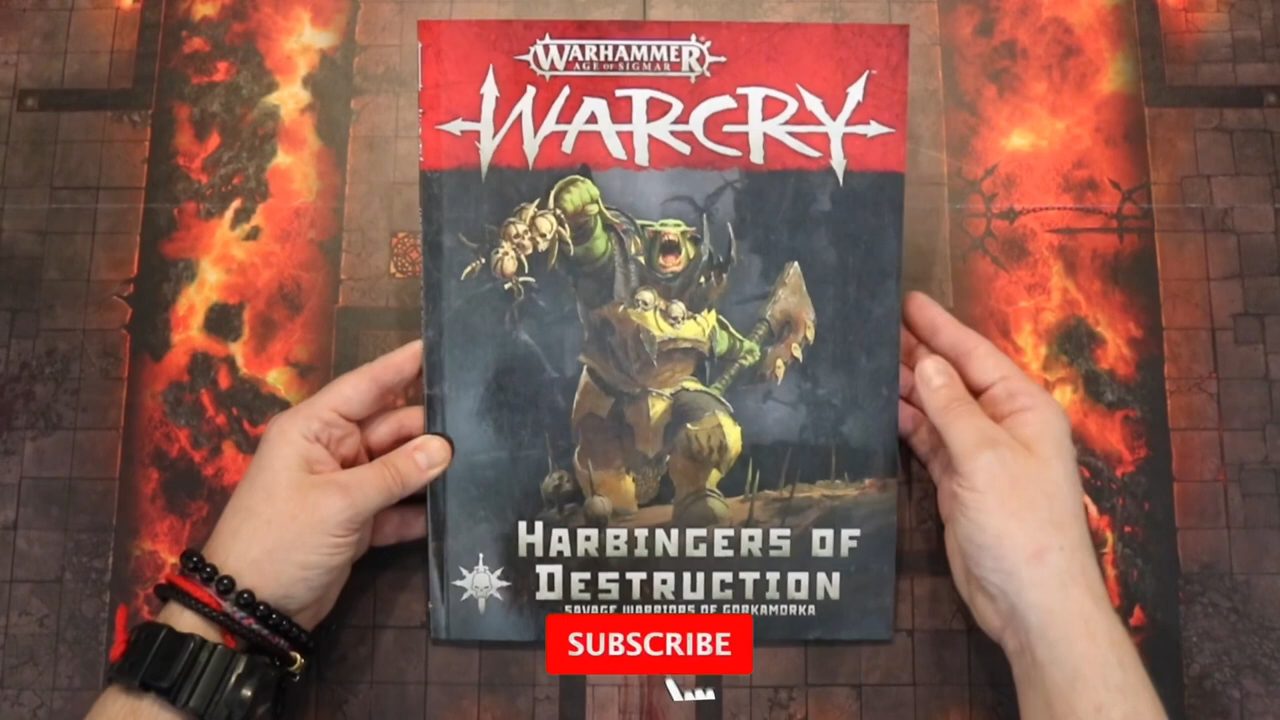 WARHAMMER
AGE OF SIGMAR
WARCRY
HARBINGERS OF
DESTRUCTION
SAVAGE WARRIORS OF GORKAMORKA
SUBSCRIBE